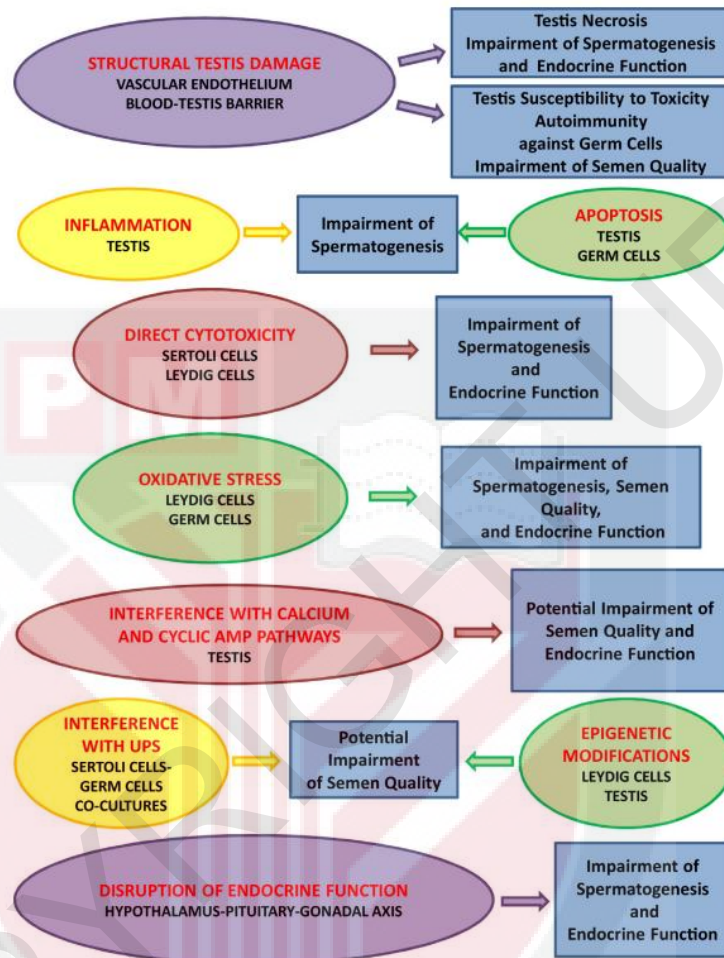 STRUCTURAL TESTIS DAMAGE
VASCULAR ENDOTHELIUM
BLOOD-TESTIS BARRIER
Testis Necrosis
Impairment of Spermatogenesis
and Endocrine Function
Testis Susceptibility to Toxicity
Autoimmunity
against Germ Cells
Impairment of Semen Quality
INFLAMMATION
TESTIS
Impairment of
Spermatogenesis
APOPTOSIS
TESTIS
GERM CELLS
DIRECT CYTOTOXICITY
SERTOLI CELLS
LEYDIG CELLS
Impairment of
Spermatogenesis
and
Endocrine Function
OXIDATIVE STRESS
LEYDIG CELLS
GERM CELLS
Impairment of
Spermatogenesis, Semen
Quality,
and Endocrine Function
INTERFERENCE WITH CALCIUM
AND CYCLIC AMP PATHWAYS
TESTIS
Potential Impairment of
Semen Quality and
Endocrine Function
INTERFERENCE
WITH UPS
SERTOLI CELLS-
GERM CELLS
CO-CULTURES
Potential
Impairment
of Semen Quality
EPIGENETIC
MODIFICATIONS
LEYDIG CELLS
TESTIS
DISRUPTION OF ENDOCRINE FUNCTION
HYPOTHALAMUS-PITUITARY-GONADAL AXIS
Impairment of
Spermatogenesis
and
Endocrine Function
PM
PYRIGHT UP